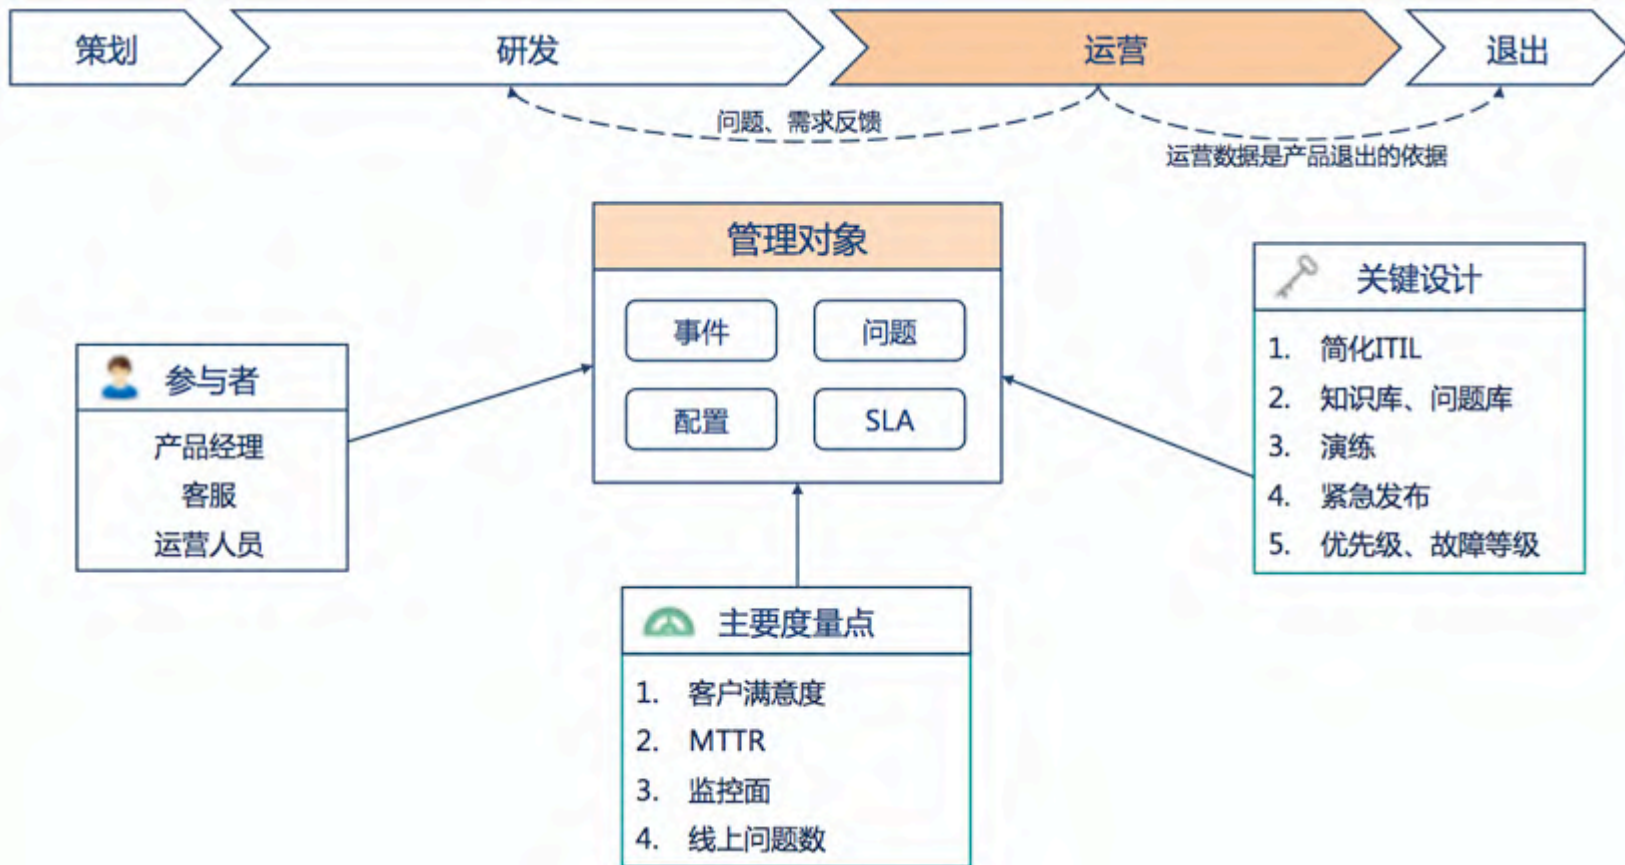 策划
研发
运营
退出
问题、需求反馈
运营数据是产品退出的依据
管理对象
事件
问题
配置
SLA
参与者
产品经理
客服
运营人员
关键设计
1. 简化ITIL
2. 知识库、问题库
3. 演练
4. 紧急发布
5. 优先级、故障等级
主要度量点
1. 客户满意度
2. MTTR
3. 监控面
4. 线上问题数